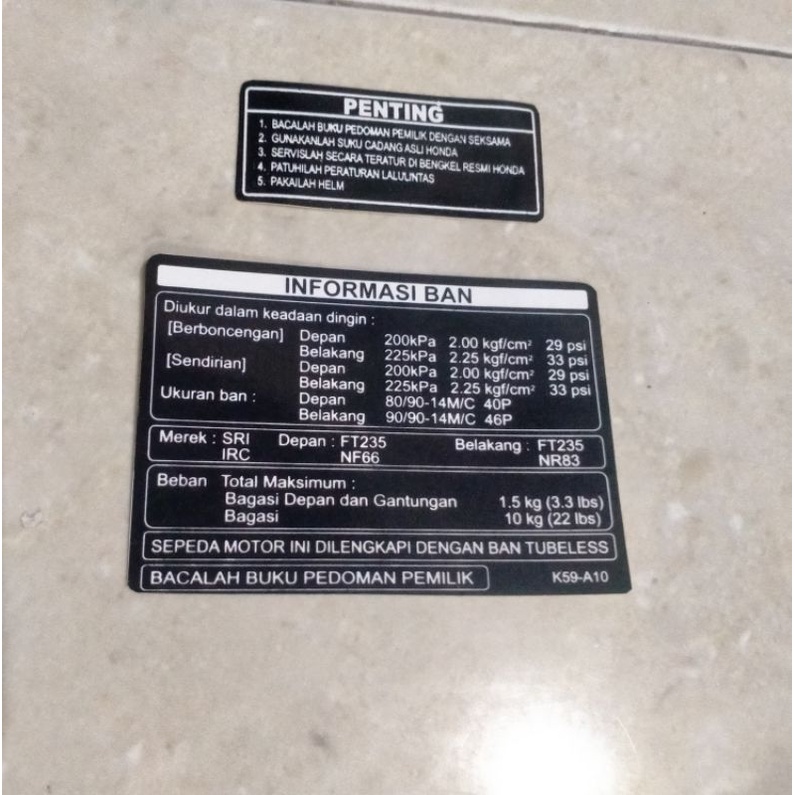 PENTING
1. BACALAH BUKU PEDOMAN PEMILIK DENGAN SEKSAMA
2. GUNAKANLAH SUKU CADANG ASLI HONDA
3. SERVISLAH SECARA TERATUR DI BENGKEL RESMI HONDA
4. PATUHILAH PERATURAN LALULINTAS
5. PAKAILAH HELM
INFORMASI BAN
Diukur dalam keadaan dingin :
[Berboncengan] Depan 200kPa 2.00 kgf/cm² 29 psi
Belakang 225kPa 2.25 kgf/cm² 33 psi
[Sendirian] Depan 200kPa 2.00 kgf/cm² 29 psi
Belakang 225kPa 2.25 kgf/cm² 33 psi
Ukuran ban : Depan 80/90-14M/C 40P
Belakang 90/90-14M/C 46P
Merek : SRI Depan : FT235 Belakang : FT235
IRC NF66 NR83
Beban Total Maksimum :
Bagasi Depan dan Gantungan 1.5 kg (3.3 lbs)
Bagasi 10 kg (22 lbs)
SEPEDA MOTOR INI DILENGKAPI DENGAN BAN TUBELESS
BACALAH BUKU PEDOMAN PEMILIK K59-A10